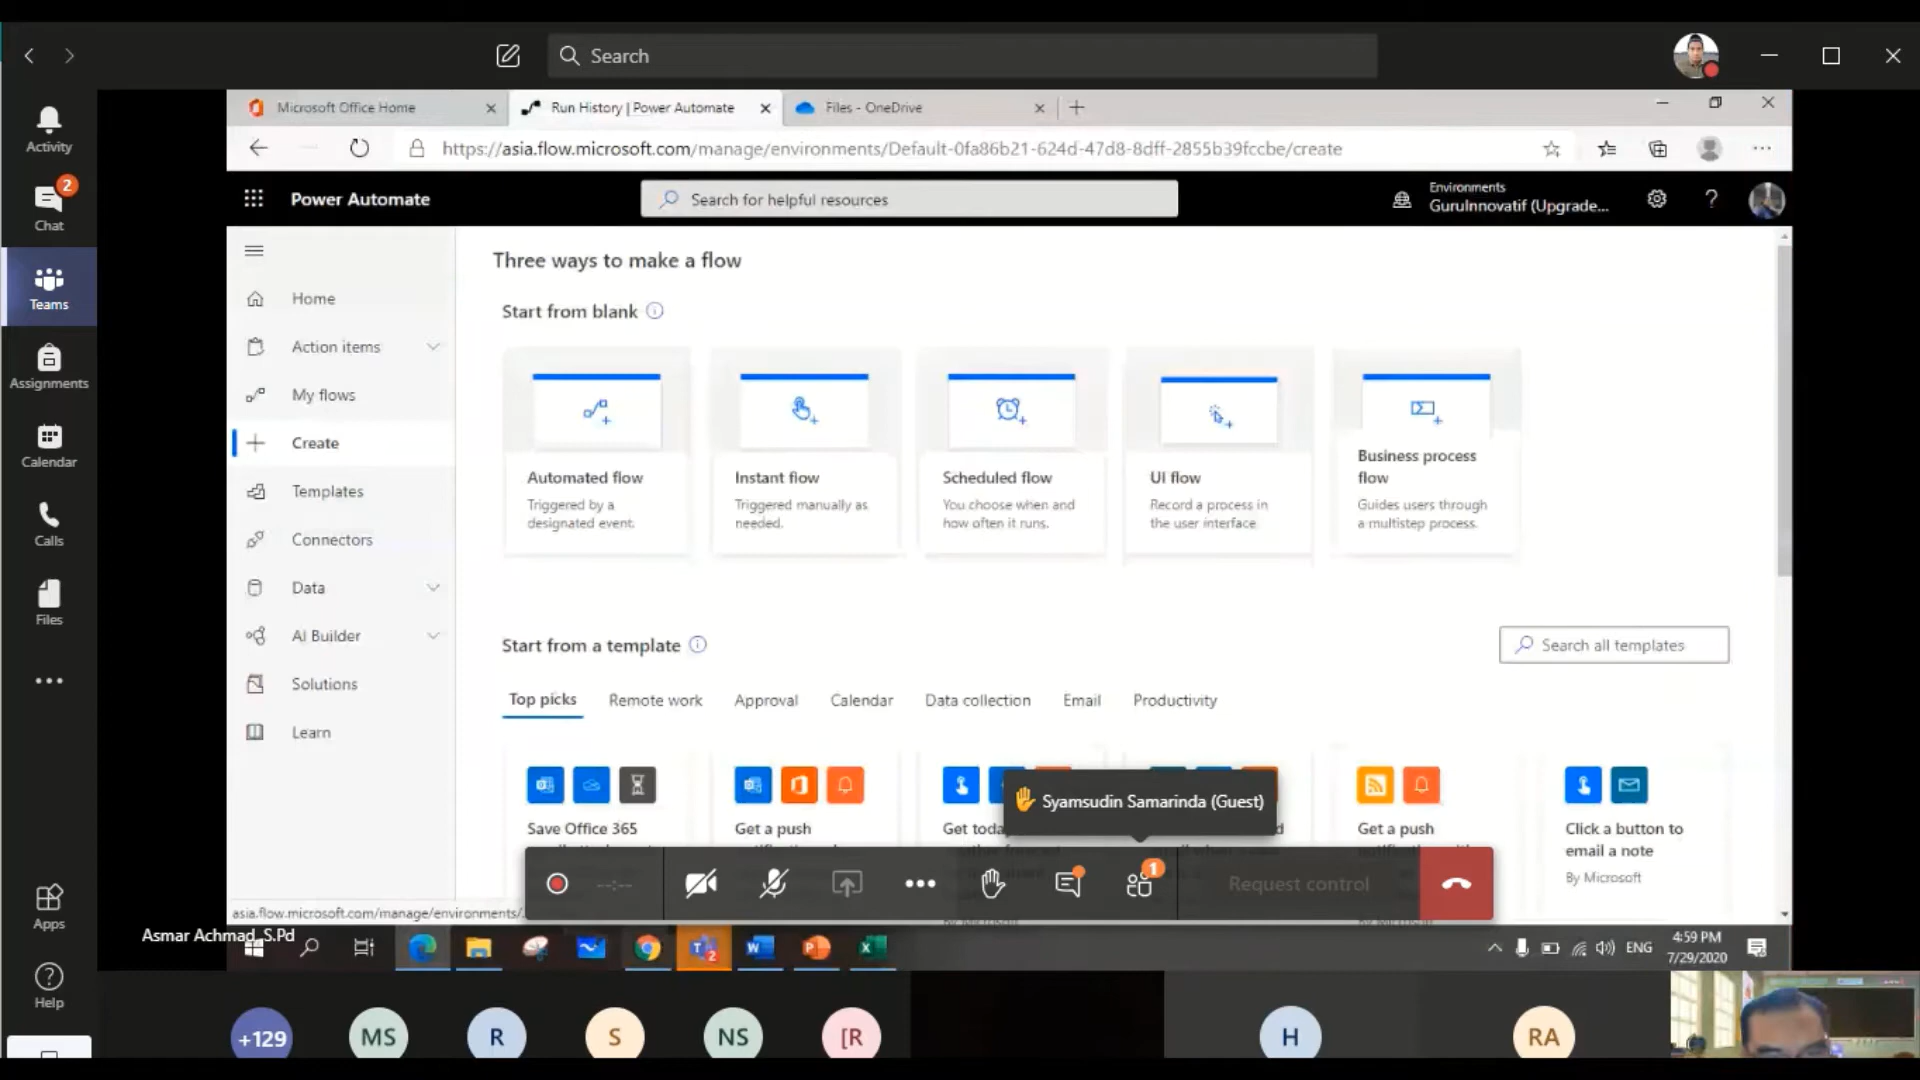 Search
Activity
2
Chat
Teams
Assignments
Calendar
Calls
Files
Apps
Help
Microsoft Office Home
Run History | Power Automate
Files - OneDrive
https://asia.flow.microsoft.com/manage/environments/Default-0fa86b21-624d-47d8-8dff-2855b39fccbe/create
Power Automate
Search for helpful resources
Environments
GuruInnovatif (Upgrade...
Home
Action items
My flows
Create
Templates
Connectors
Data
AI Builder
Solutions
Learn
Three ways to make a flow
Start from blank
Automated flow
Triggered by a
designated event.
Instant flow
Triggered manually as
needed.
Scheduled flow
You choose when and
how often it runs.
UI flow
Record a process in
the user interface.
Business process
flow
Guides users through
a multistep process.
Start from a template
Search all templates
Top picks
Remote work
Approval
Calendar
Data collection
Email
Productivity
Save Office 365
Get a push
Get toda
Syamsudin Samarinda (Guest)
Get a push
Click a button to
email a note
By Microsoft
--:--
1
Request control
asia.flow.microsoft.com/manage/environments/
Asmar Achmad, S.Pd
2
ENG
4:59 PM
7/29/2020
+129
MS
R
S
NS
[R
H
RA